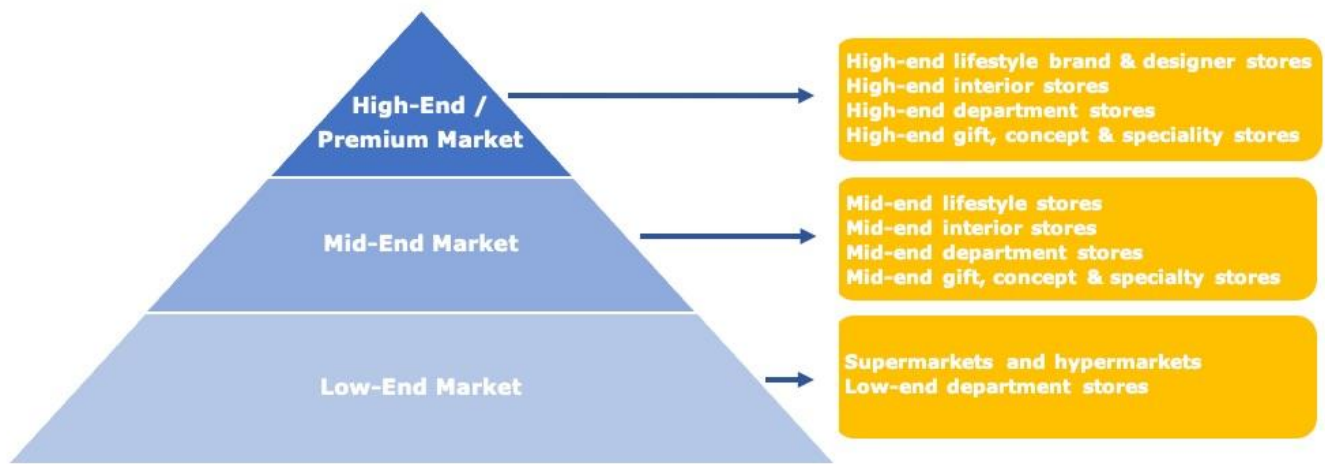 High-End /
Premium Market
High-end lifestyle brand & designer stores
High-end interior stores
High-end department stores
High-end gift, concept & speciality stores
Mid-End Market
Mid-end lifestyle stores
Mid-end interior stores
Mid-end department stores
Mid-end gift, concept & specialty stores
Low-End Market
Supermarkets and hypermarkets
Low-end department stores